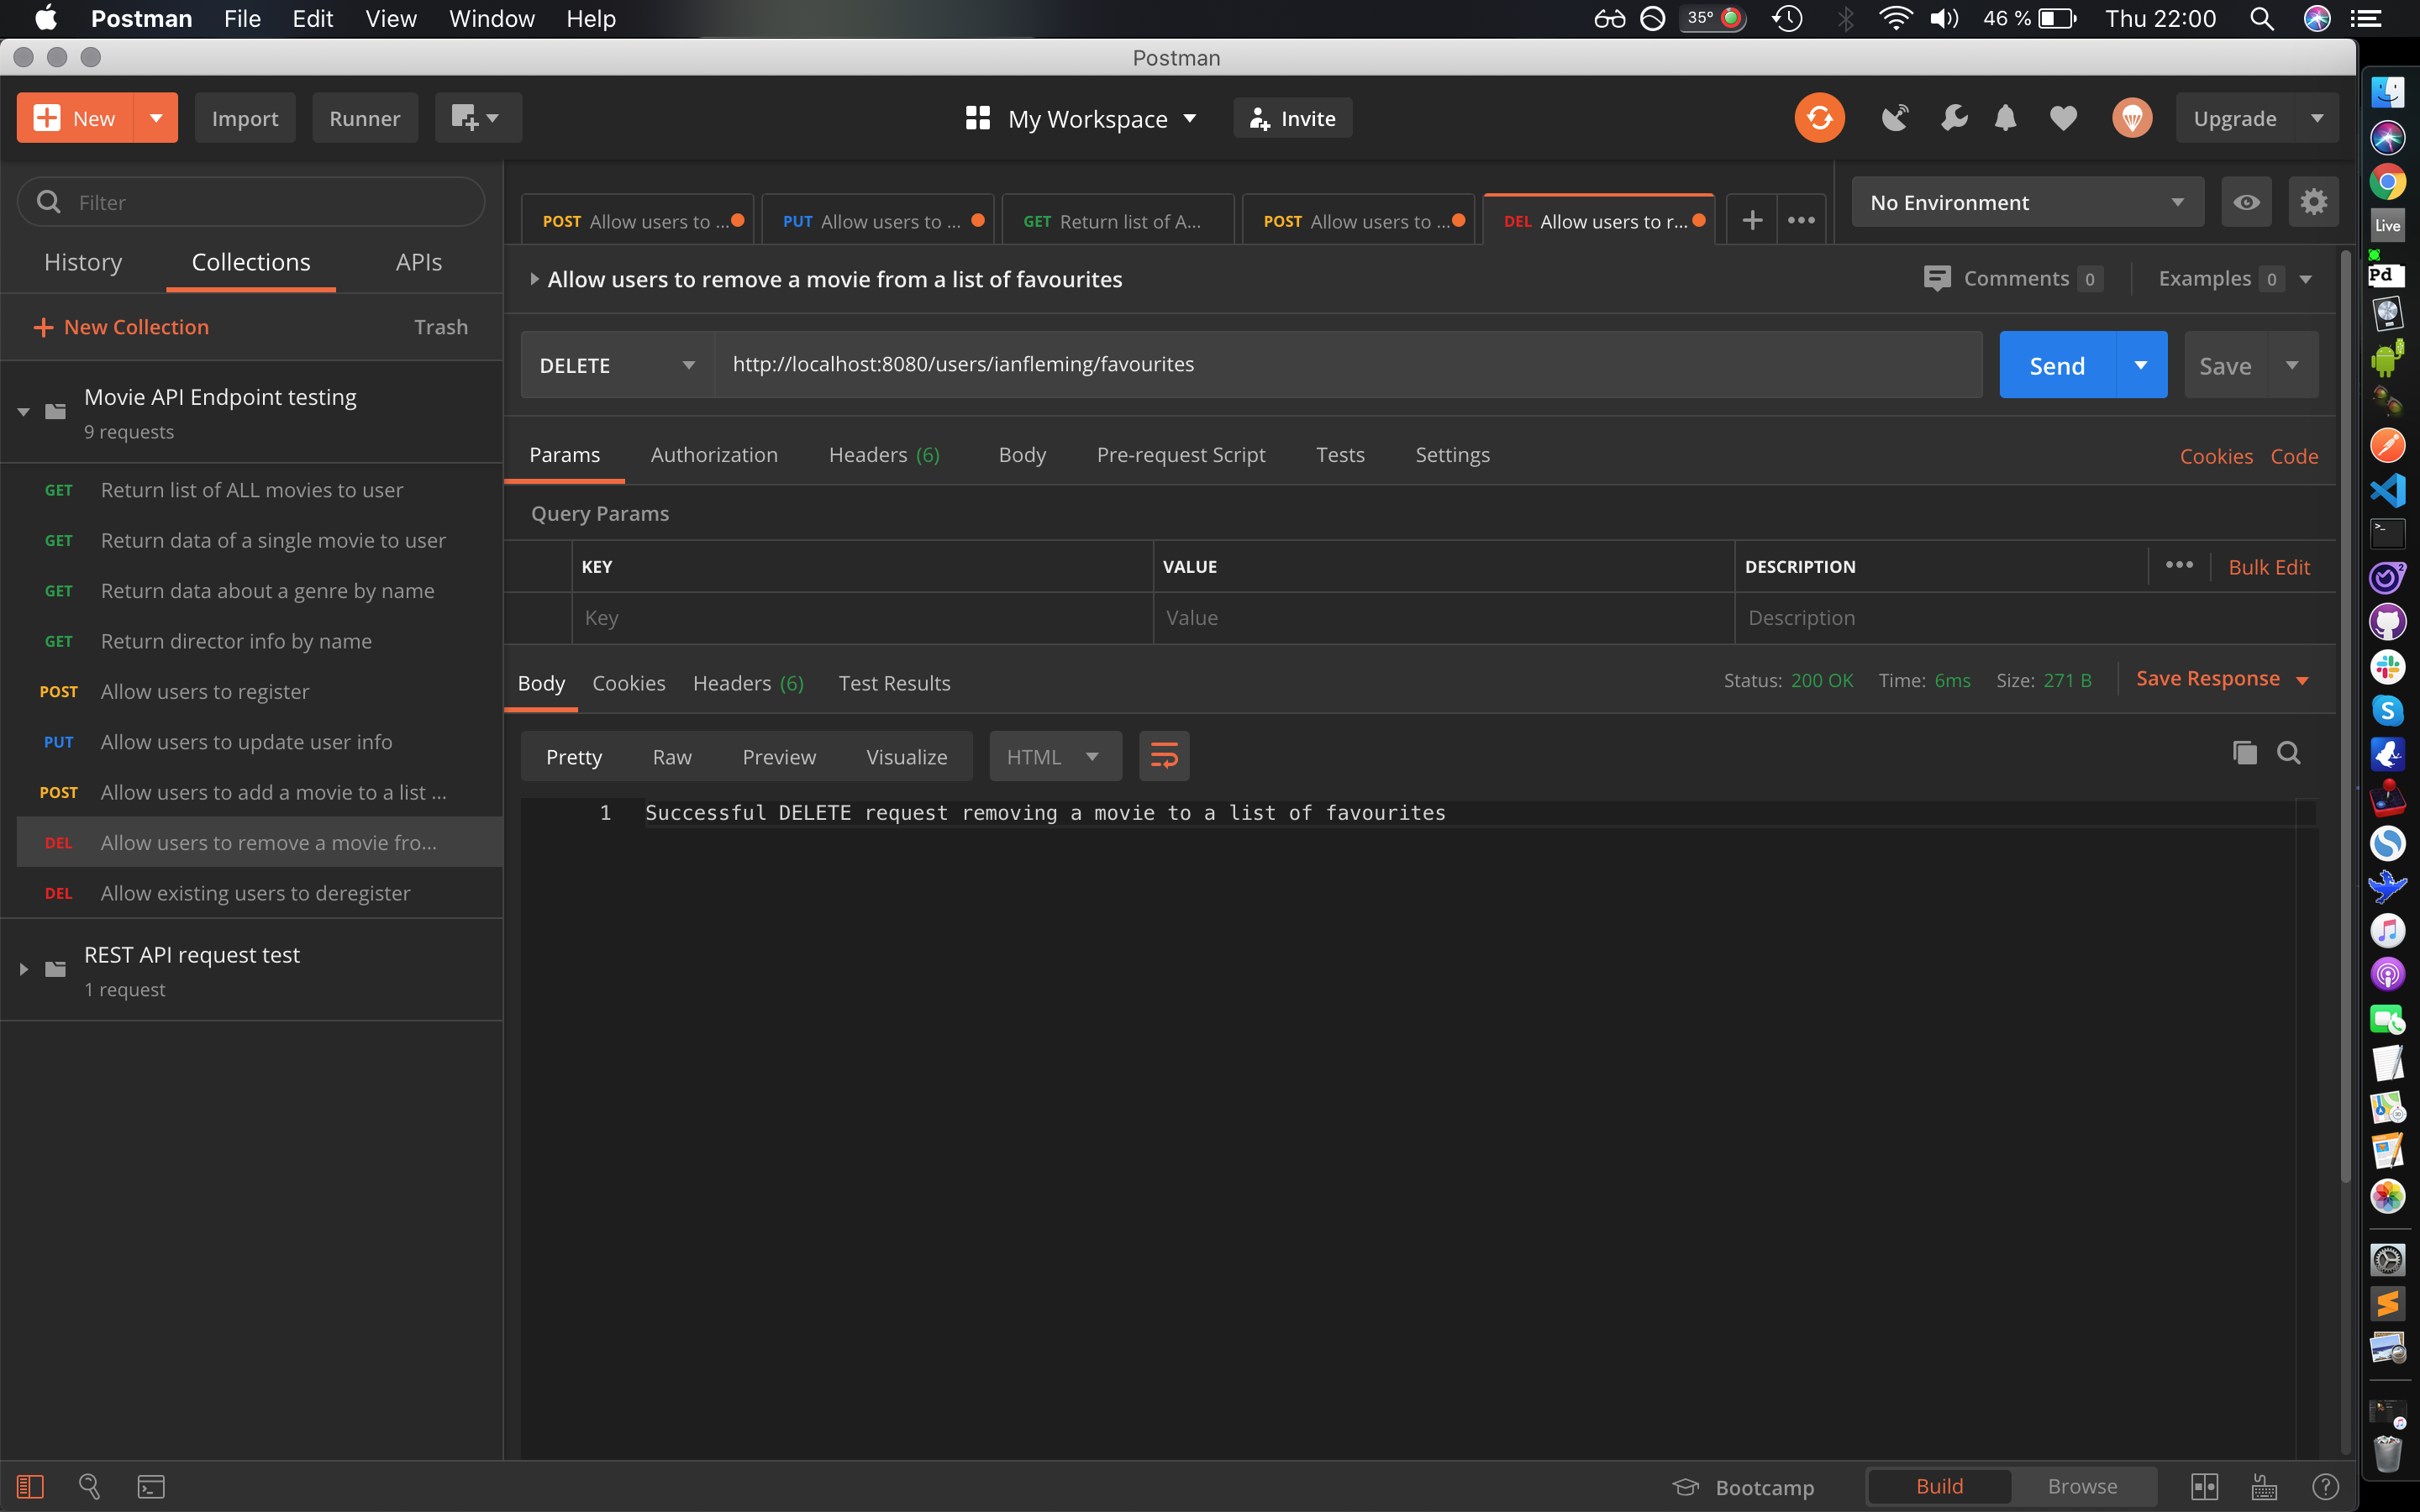 Postman File Edit View Window Help 35° 46 % Thu 22:00
Postman
New Import Runner My Workspace Invite Upgrade
Filter
History Collections APIs
+ New Collection Trash
Movie API Endpoint testing
9 requests
GET Return list of ALL movies to user
GET Return data of a single movie to user
GET Return data about a genre by name
GET Return director info by name
POST Allow users to register
PUT Allow users to update user info
POST Allow users to add a movie to a list ...
DEL Allow users to remove a movie fro...
DEL Allow existing users to deregister
REST API request test
1 request
POST Allow users to ... PUT Allow users to ... GET Return list of A... POST Allow users to ... DEL Allow users to r...
No Environment
Allow users to remove a movie from a list of favourites
Comments 0 Examples 0
DELETE http://localhost:8080/users/ianfleming/favourites Send Save
Params Authorization Headers (6) Body Pre-request Script Tests Settings Cookies Code
Query Params
KEY VALUE DESCRIPTION Bulk Edit
Key Value Description
Body Cookies Headers (6) Test Results Status: 200 OK Time: 6ms Size: 271 B Save Response
Pretty Raw Preview Visualize HTML
1 Successful DELETE request removing a movie to a list of favourites
Bootcamp Build Browse
Live
Pd